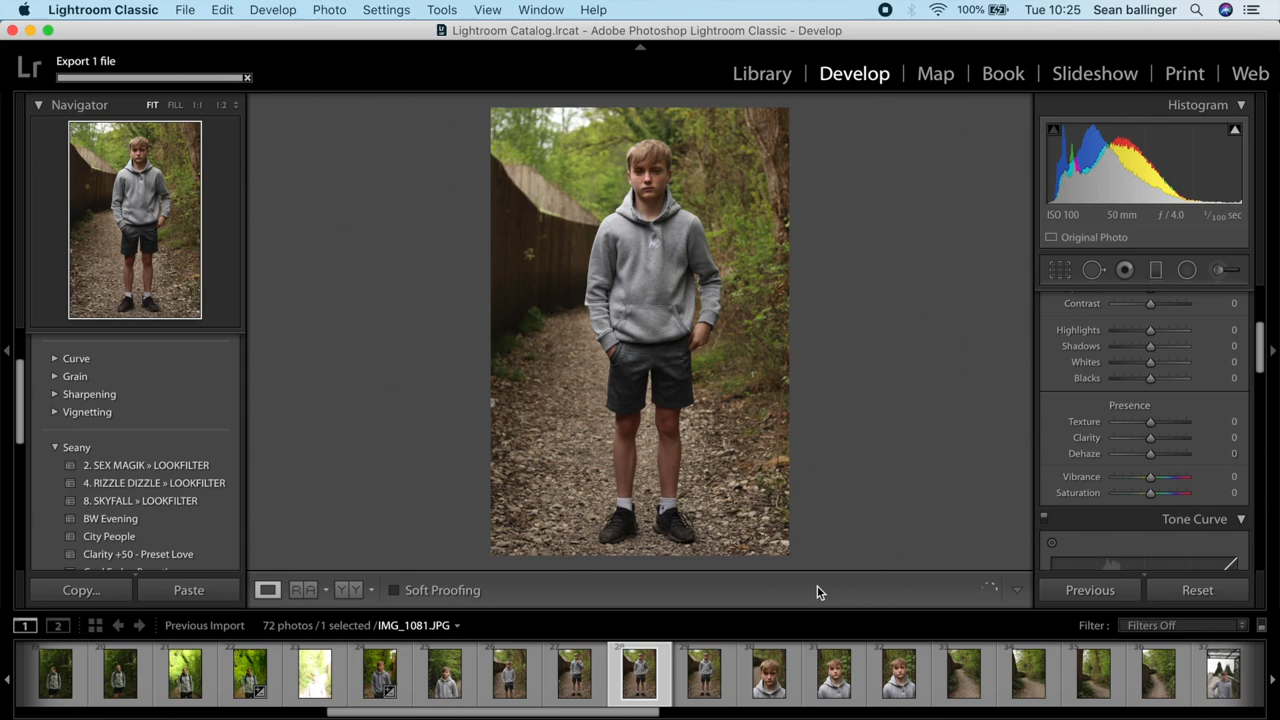 Lightroom Classic File Edit Develop Photo Settings Tools View Window Help 100% Tue 10:25 Sean ballinger
Lightroom Catalog.lrcat - Adobe Photoshop Lightroom Classic - Develop
Lr Export 1 file
Library | Develop | Map | Book | Slideshow | Print | Web
Navigator FIT FILL 1:1 1:2
Histogram
ISO 100 50 mm ƒ / 4.0 1/100 sec
Original Photo
Contrast 0
Highlights 0
Shadows 0
Whites 0
Blacks 0
Presence
Texture 0
Clarity 0
Dehaze 0
Vibrance 0
Saturation 0
Tone Curve
Curve
Grain
Sharpening
Vignetting
Seany
2. SEX MAGIK » LOOKFILTER
4. RIZZLE DIZZLE » LOOKFILTER
8. SKYFALL » LOOKFILTER
BW Evening
City People
Clarity +50 - Preset Love
Copy... Paste
R A Y Y Soft Proofing
Previous Reset
1 2 Previous Import 72 photos / 1 selected / IMG_1081.JPG Filter : Filters Off